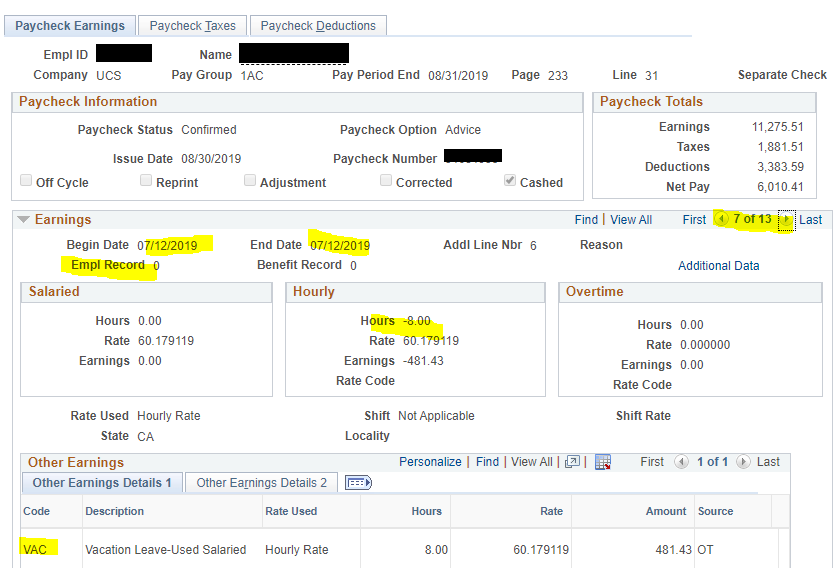 Paycheck Earnings Paycheck Taxes Paycheck Deductions
Empl ID Name
Company UCS Pay Group 1AC Pay Period End 08/31/2019 Page 233 Line 31 Separate Check
Paycheck Information
Paycheck Status Confirmed Paycheck Option Advice
Issue Date 08/30/2019 Paycheck Number
Off Cycle Reprint Adjustment Corrected Cashed
Paycheck Totals
Earnings 11,275.51
Taxes 1,881.51
Deductions 3,383.59
Net Pay 6,010.41
Earnings Find | View All First 7 of 13 Last
Begin Date 07/12/2019 End Date 07/12/2019 Addl Line Nbr 6 Reason
Empl Record 0 Benefit Record 0 Additional Data
Salaried
Hours 0.00
Rate 60.179119
Earnings 0.00
Hourly
Hours -8.00
Rate 60.179119
Earnings -481.43
Rate Code
Overtime
Hours 0.00
Rate 0.000000
Earnings 0.00
Rate Code
Rate Used Hourly Rate Shift Not Applicable Shift Rate
State CA Locality
Other Earnings Personalize | Find | View All | | First 1 of 1 Last
Other Earnings Details 1 Other Earnings Details 2
Code Description Rate Used Hours Rate Amount Source
VAC Vacation Leave-Used Salaried Hourly Rate 8.00 60.179119 481.43 OT